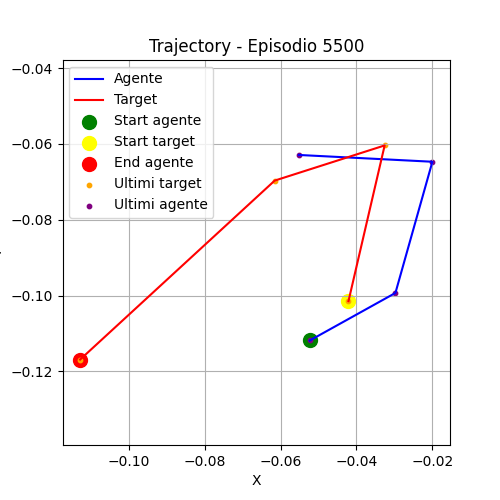 Trajectory - Episodio 5500
Agente
Target
Start agente
Start target
End agente
Ultimi target
Ultimi agente
−0.04
−0.06
−0.08
−0.10
−0.12
−0.10
−0.08
−0.06
−0.04
−0.02
X